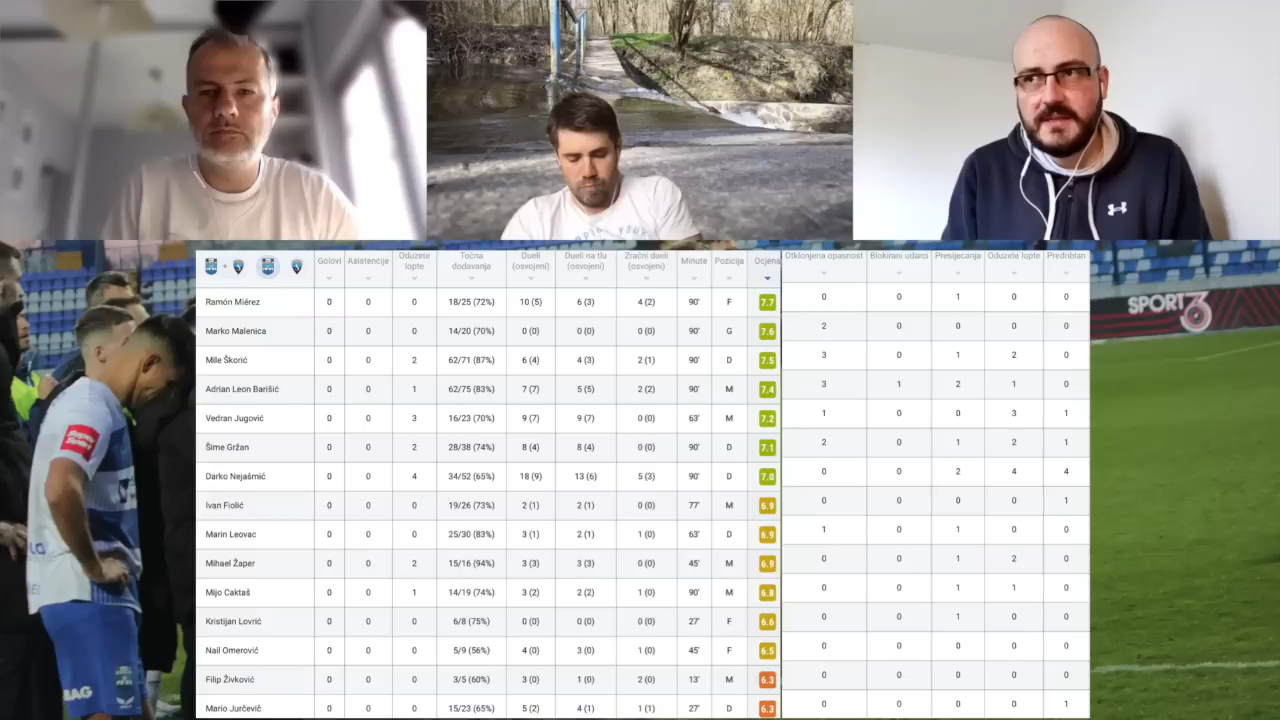 SPORT
Golovi Asistencije Oduzete lopte Točna dodavanja Dueli (osvojeni) Dueli na tlu (osvojeni) Zračni dueli (osvojeni) Minute Pozicija Ocjena Otklonjena opasnost Blokirani udarci Presijecanja Oduzete lopte Predriblan
Ramón Miérez 0 0 0 18/25 (72%) 10 (5) 6 (3) 4 (2) 90' F 7.7 0 0 1 0 0
Marko Malenica 0 0 0 14/20 (70%) 0 (0) 0 (0) 0 (0) 90' G 7.6 2 0 0 0 0
Mile Škorić 0 0 2 62/71 (87%) 6 (4) 4 (3) 2 (1) 90' D 7.5 3 0 1 2 0
Adrian Leon Barišić 0 0 1 62/75 (83%) 7 (7) 5 (5) 2 (2) 90' M 7.4 3 1 2 1 0
Vedran Jugović 0 0 3 16/23 (70%) 9 (7) 9 (7) 0 (0) 63' M 7.2 1 0 0 3 1
Šime Gržan 0 0 2 28/38 (74%) 8 (4) 8 (4) 0 (0) 90' D 7.1 2 0 1 2 1
Darko Nejašmić 0 0 4 34/52 (65%) 18 (9) 13 (6) 5 (3) 90' D 7.0 0 0 2 4 4
Ivan Fiolić 0 0 0 19/26 (73%) 2 (1) 2 (1) 0 (0) 77' M 6.9 0 0 0 0 1
Marin Leovac 0 0 0 25/30 (83%) 3 (1) 2 (1) 1 (0) 63' D 6.9 1 0 1 0 0
Mihael Žaper 0 0 2 15/16 (94%) 3 (3) 3 (3) 0 (0) 45' M 6.9 0 0 1 2 0
Mijo Caktaš 0 0 1 14/19 (74%) 3 (2) 2 (2) 1 (0) 90' M 6.8 0 0 1 1 0
Kristijan Lovrić 0 0 0 6/8 (75%) 0 (0) 0 (0) 0 (0) 27' F 6.6 0 0 1 0 0
Nail Omerović 0 0 0 5/9 (56%) 4 (0) 3 (0) 1 (0) 45' F 6.5 0 0 0 0 0
Filip Živković 0 0 0 3/5 (60%) 3 (0) 1 (0) 2 (0) 13' M 6.3 0 0 0 0 0
Mario Jurčevič 0 0 0 15/23 (65%) 5 (2) 4 (1) 1 (1) 27' D 6.3 0 0 0 0 1